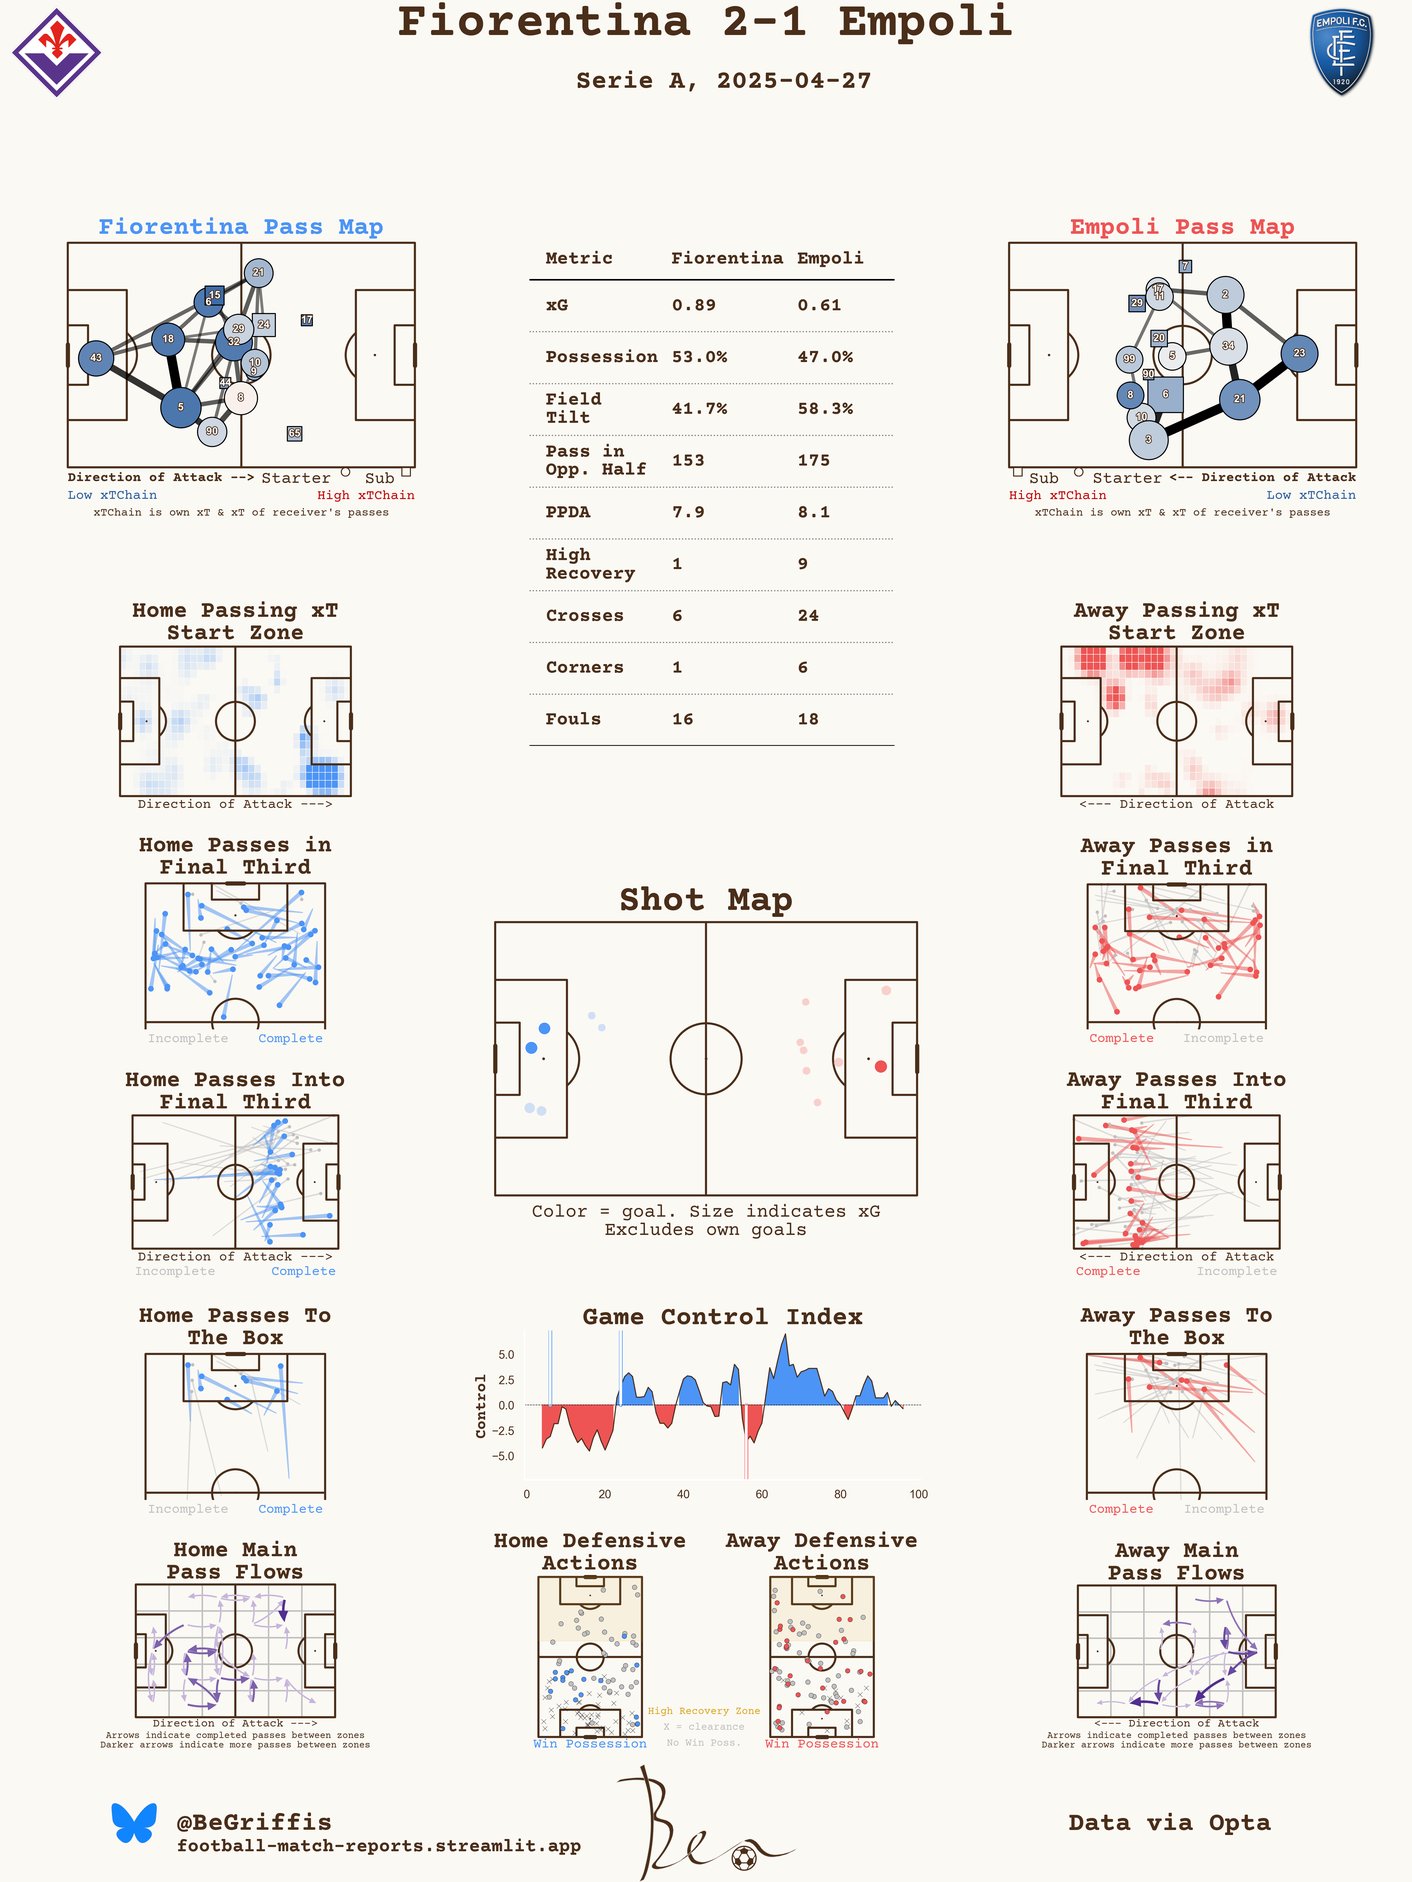 Fiorentina 2-1 Empoli
Serie A, 2025-04-27
EMPOLI F.C.
1920
Fiorentina Pass Map
21
15
6
17
24
29
32
18
43
10
9
44
8
5
90
65
Direction of Attack --> Starter Sub
Low xTChain High xTChain
xTChain is own xT & xT of receiver's passes
Metric Fiorentina Empoli
xG 0.89 0.61
Possession 53.0% 47.0%
Field
Tilt 41.7% 58.3%
Pass in
Opp. Half 153 175
PPDA 7.9 8.1
High
Recovery 1 9
Crosses 6 24
Corners 1 6
Fouls 16 18
Empoli Pass Map
7
17
11
2
29
20
34
5
23
99
90
8
6
21
10
3
Sub Starter <-- Direction of Attack
High xTChain Low xTChain
xTChain is own xT & xT of receiver's passes
Home Passing xT
Start Zone
Direction of Attack --->
Away Passing xT
Start Zone
<--- Direction of Attack
Home Passes in
Final Third
Incomplete Complete
Away Passes in
Final Third
Complete Incomplete
Shot Map
Color = goal. Size indicates xG
Excludes own goals
Home Passes Into
Final Third
Direction of Attack --->
Incomplete Complete
Away Passes Into
Final Third
<--- Direction of Attack
Complete Incomplete
Home Passes To
The Box
Incomplete Complete
Game Control Index
Control
5.0
2.5
0.0
−2.5
−5.0
0 20 40 60 80 100
Away Passes To
The Box
Complete Incomplete
Home Main
Pass Flows
Direction of Attack --->
Arrows indicate completed passes between zones
Darker arrows indicate more passes between zones
Home Defensive
Actions
Win Possession
High Recovery Zone
X = clearance
No Win Poss.
Away Defensive
Actions
Win Possession
Away Main
Pass Flows
<--- Direction of Attack
Arrows indicate completed passes between zones
Darker arrows indicate more passes between zones
@BeGriffis
football-match-reports.streamlit.app
Ben
Data via Opta